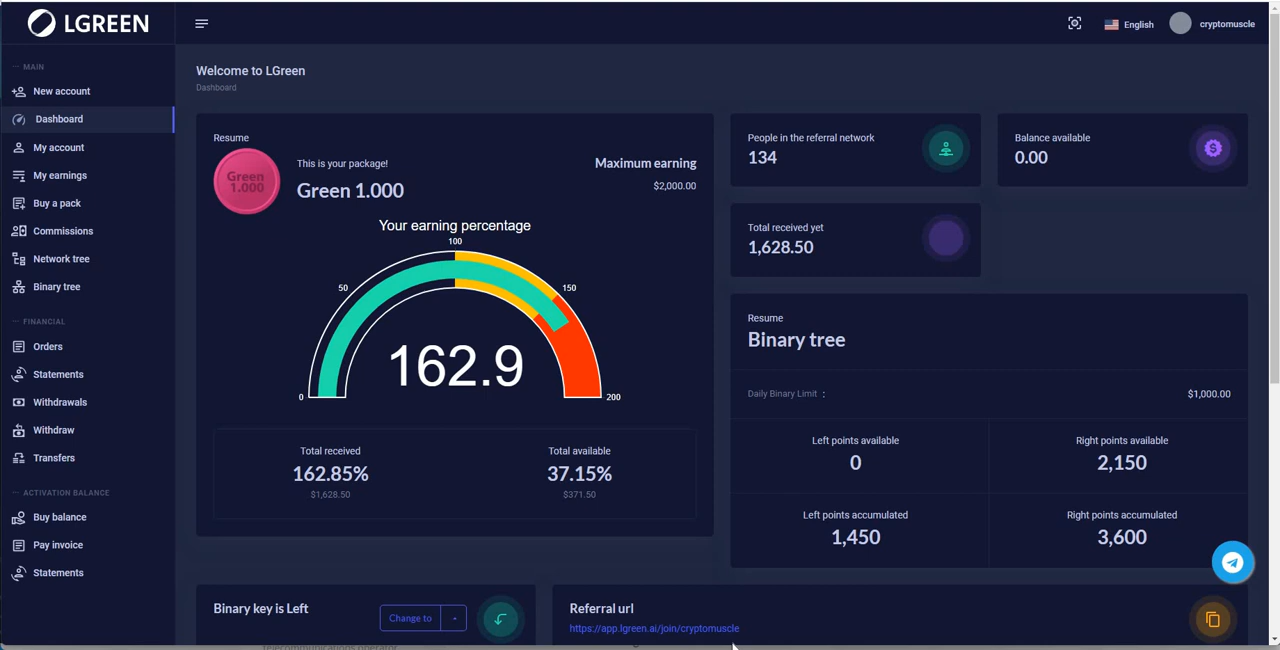 LGREEN
English
cryptomuscle
MAIN
New account
Dashboard
My account
My earnings
Buy a pack
Commissions
Network tree
Binary tree
FINANCIAL
Orders
Statements
Withdrawals
Withdraw
Transfers
ACTIVATION BALANCE
Buy balance
Pay invoice
Statements
Welcome to LGreen
Dashboard
Resume
Green
1.000
This is your package!
Green 1.000
Maximum earning
$2,000.00
Your earning percentage
100
50
150
162.9
0
200
Total received
162.85%
$1,628.50
Total available
37.15%
$371.50
People in the referral network
134
Balance available
0.00
Total received yet
1,628.50
Resume
Binary tree
Daily Binary Limit :
$1,000.00
Left points available
0
Right points available
2,150
Left points accumulated
1,450
Right points accumulated
3,600
Binary key is Left
Change to
Referral url
https://app.lgreen.ai/join/cryptomuscle